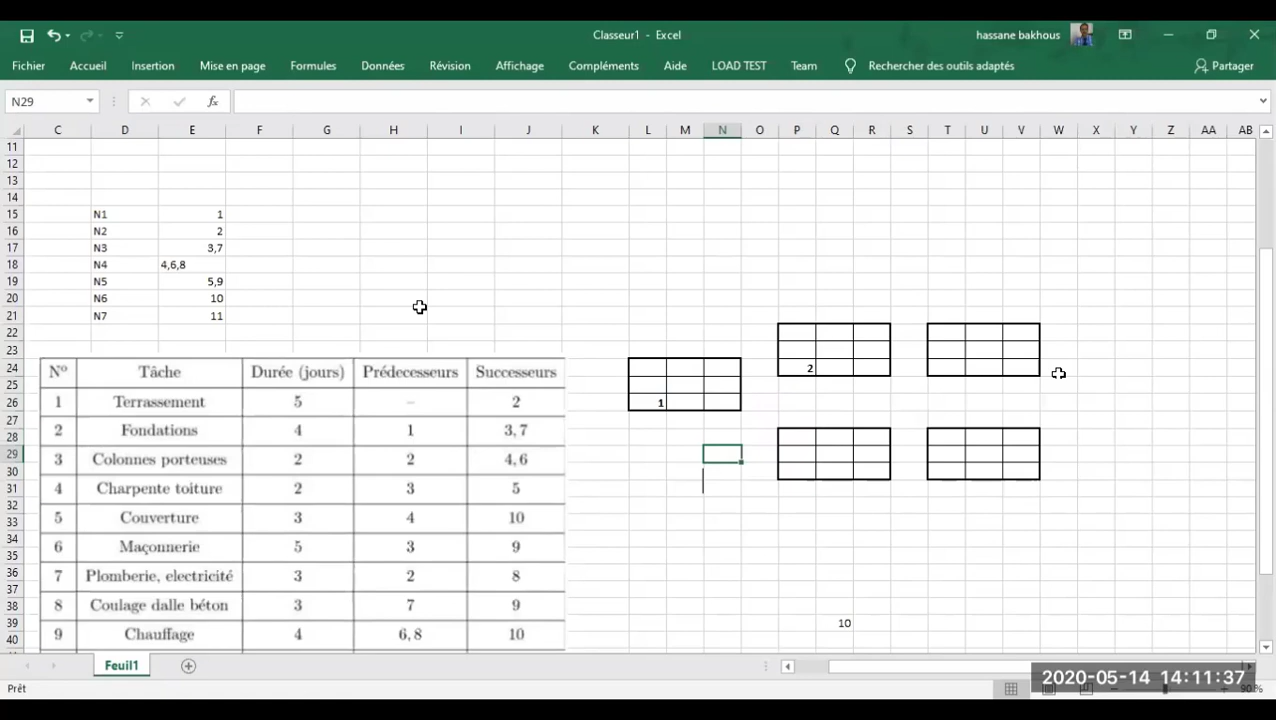 Classeur1 - Excel
hassane bakhous
Fichier Accueil Insertion Mise en page Formules Données Révision Affichage Compléments Aide LOAD TEST Team Rechercher des outils adaptés Partager
N29 fx
C D E F G H I J K L M N O P Q R S T U V W X Y Z AA AB
11
12
13
14
15 N1 1
16 N2 2
17 N3 3,7
18 N4 4,6,8
19 N5 5,9
20 N6 10
21 N7 11
22
23
24 2
25
26 1
27
28
29
30
31
32
33
34
35
36
37
38
39 10
40
N° Tâche Durée (jours) Prédecesseurs Successeurs
1 Terrassement 5 – 2
2 Fondations 4 1 3, 7
3 Colonnes porteuses 2 2 4, 6
4 Charpente toiture 2 3 5
5 Couverture 3 4 10
6 Maçonnerie 5 3 9
7 Plomberie, electricité 3 2 8
8 Coulage dalle béton 3 7 9
9 Chauffage 4 6, 8 10
Feuil1
2020-05-14 14:11:37
Prêt 90 %